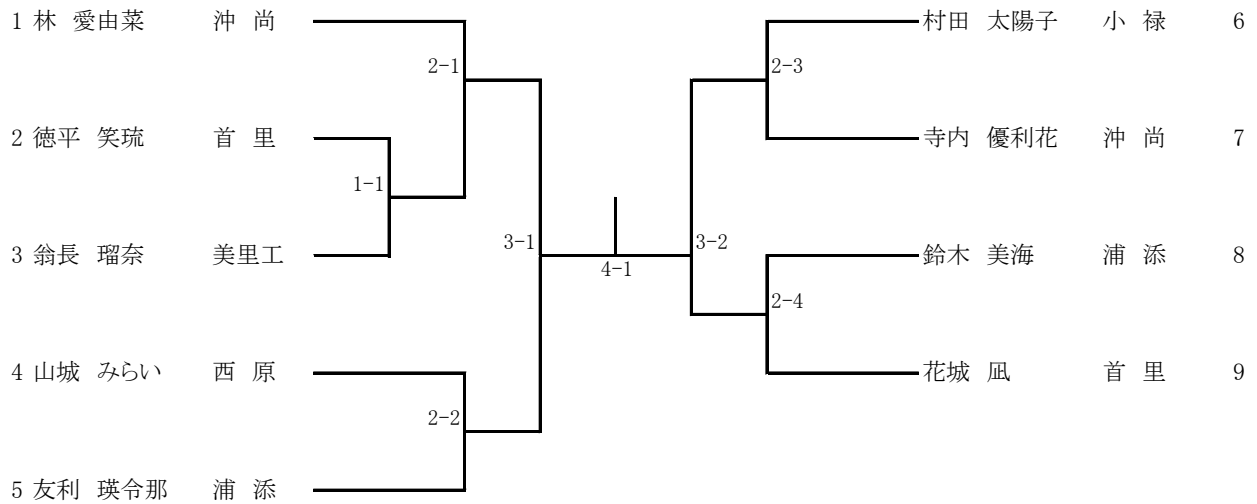 1 林 愛由菜 沖 尚
2-1
2 徳平 笑琉 首 里
1-1
3 翁長 瑠奈 美里工
3-1
4 山城 みらい 西 原
2-2
5 友利 瑛令那 浦 添
4-1
村田 太陽子 小 禄 6
2-3
寺内 優利花 沖 尚 7
3-2
鈴木 美海 浦 添 8
2-4
花城 凪 首 里 9